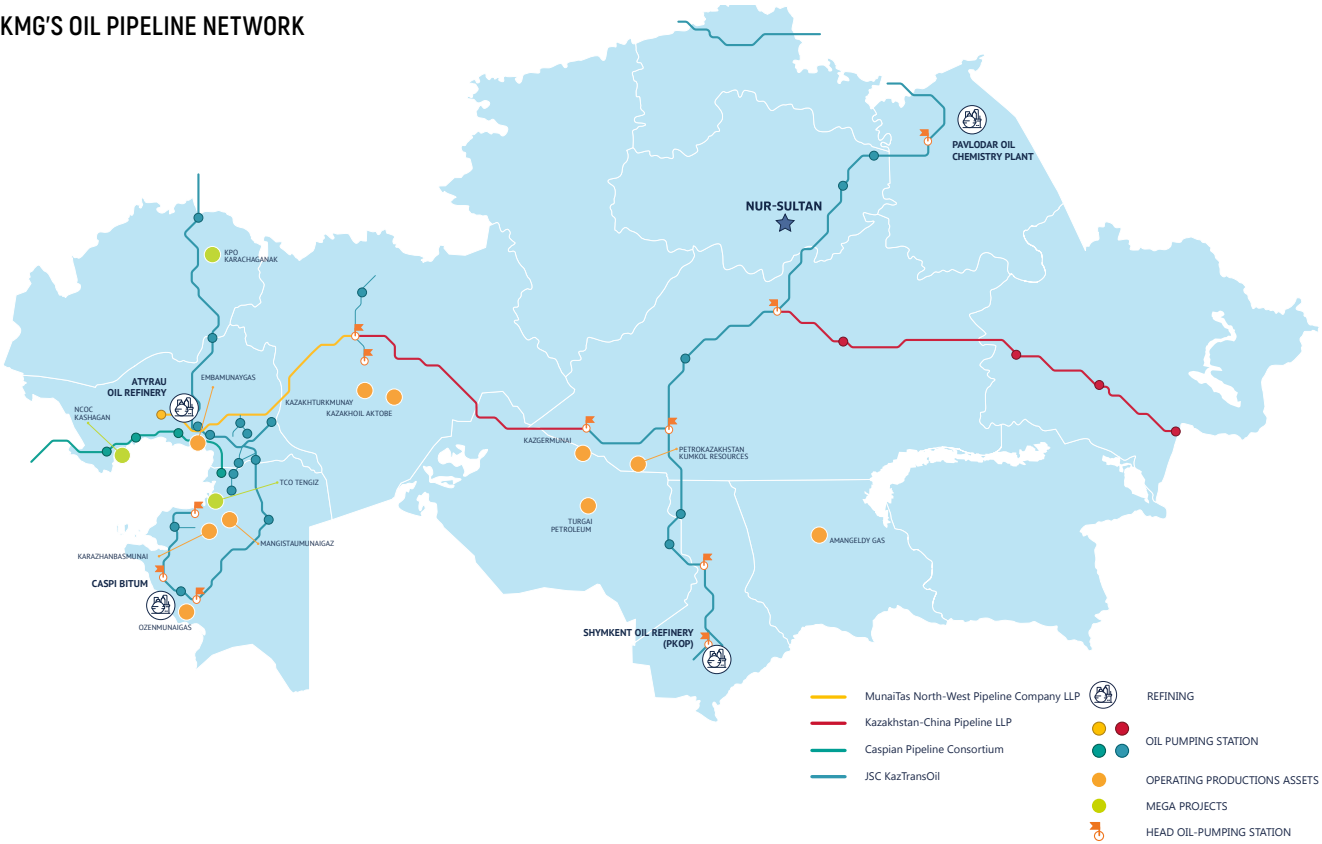 KMG'S OIL PIPELINE NETWORK
PAVLODAR OIL
CHEMISTRY PLANT
NUR-SULTAN
KPO
KARACHAGANAK
ATYRAU
OIL REFINERY
EMBAMUNAYGAS
NCOC
KASHAGAN
KAZAKHTURKMUNAY
KAZAKHOIL AKTOBE
KAZGERMUNAI
PETROKAZAKHSTAN
KUMKOL RESOURCES
TCO TENGIZ
TURGAI
PETROLEUM
AMANGELDY GAS
MANGISTAUMUNAIGAZ
KARAZHANBASMUNAI
CASPI BITUM
OZENMUNAIGAS
SHYMKENT OIL REFINERY
(PKOP)
MunaiTas North-West Pipeline Company LLP
Kazakhstan-China Pipeline LLP
Caspian Pipeline Consortium
JSC KazTransOil
REFINING
OIL PUMPING STATION
OPERATING PRODUCTIONS ASSETS
MEGA PROJECTS
HEAD OIL-PUMPING STATION